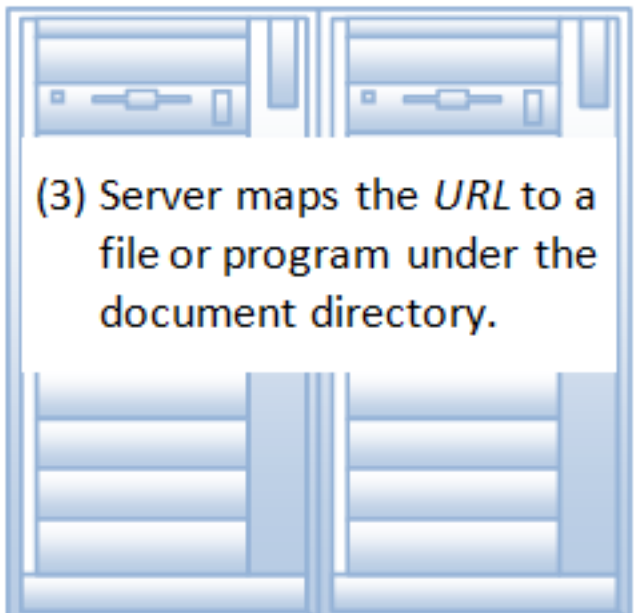 (3) Server maps the URL to a
file or program under the
document directory.